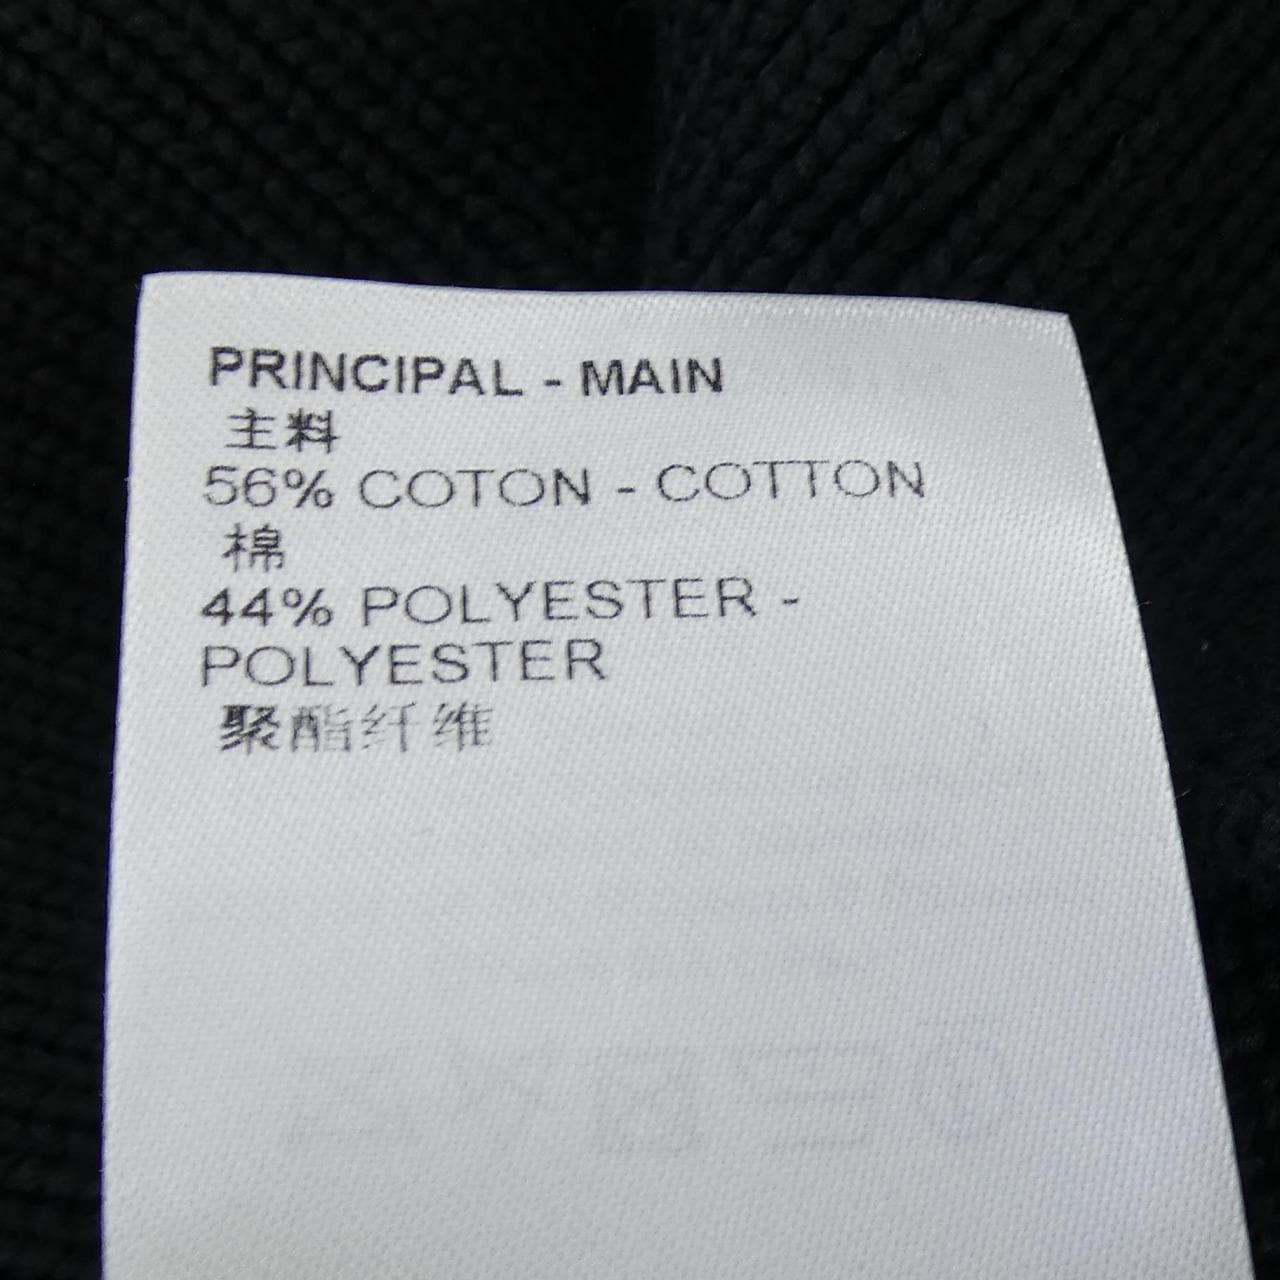 PRINCIPAL - MAIN
主料
56% COTON - COTTON
棉
44% POLYESTER -
POLYESTER
聚酯纤维